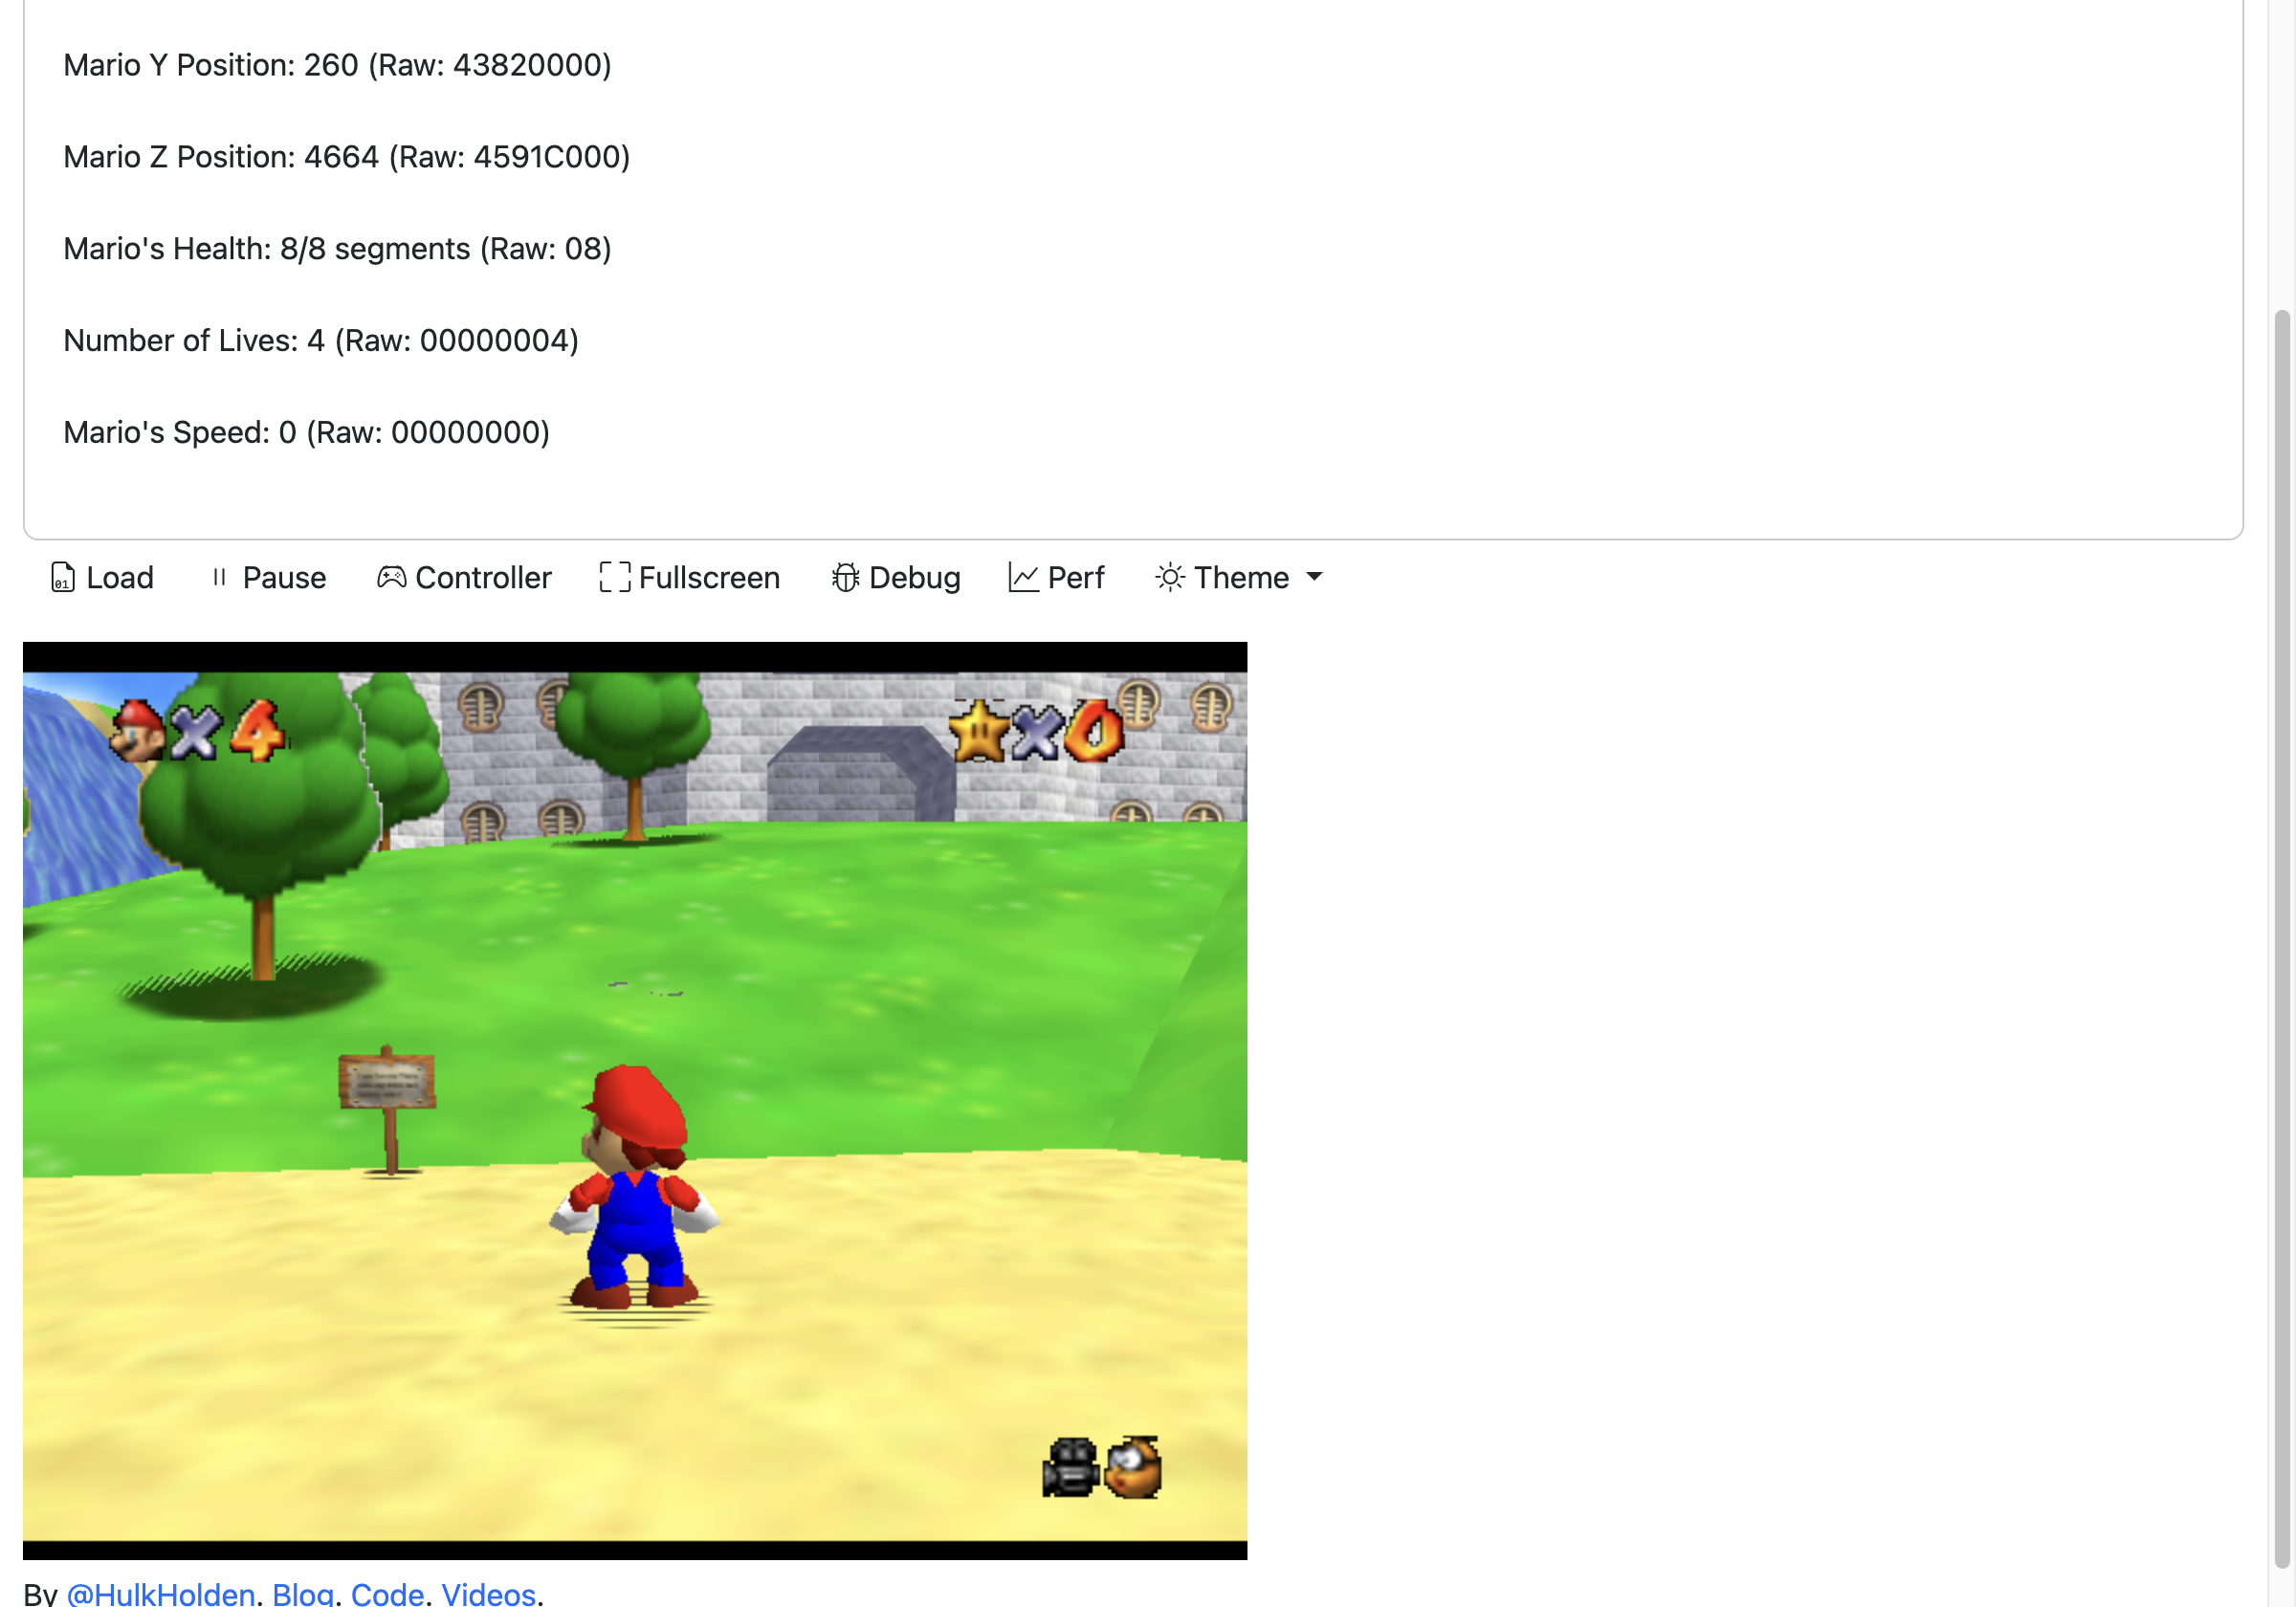 Mario Y Position: 260 (Raw: 43820000)
Mario Z Position: 4664 (Raw: 4591C000)
Mario's Health: 8/8 segments (Raw: 08)
Number of Lives: 4 (Raw: 00000004)
Mario's Speed: 0 (Raw: 00000000)
Load Pause Controller Fullscreen Debug Perf Theme
×4 ×0
By @HulkHolden. Blog. Code. Videos.